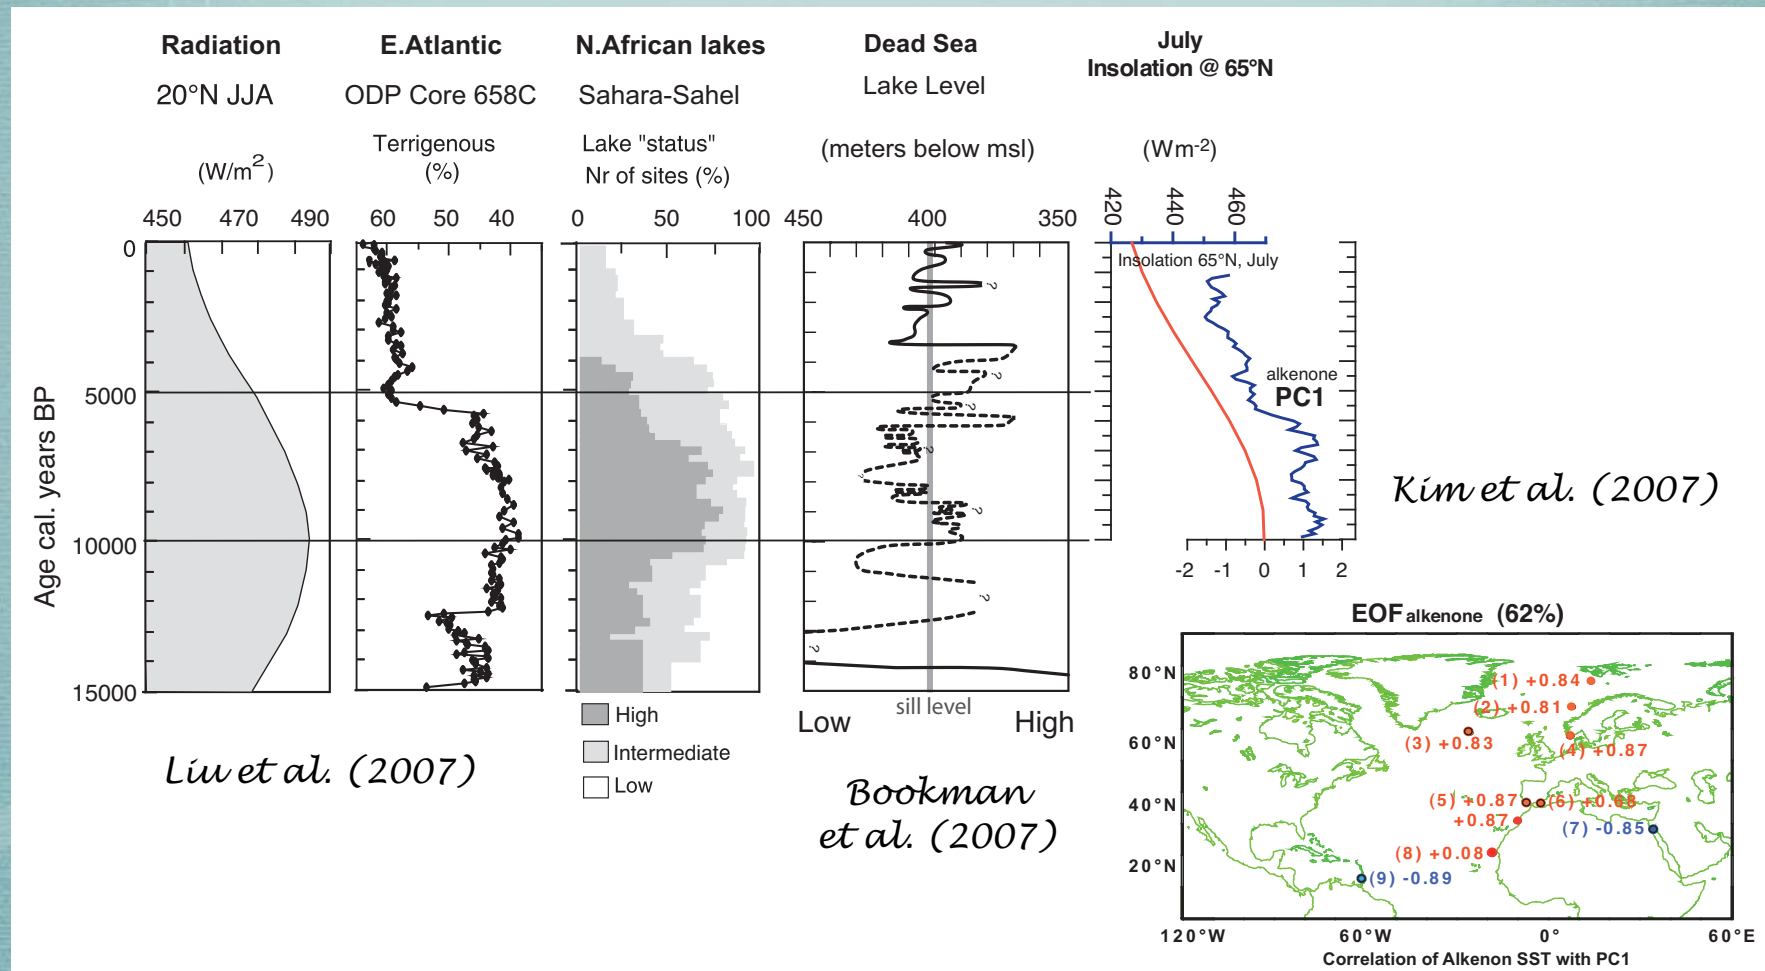 Radiation
20°N JJA
(W/m2)
450 470 490
E.Atlantic
ODP Core 658C
Terrigenous
(%)
60 50 40
N.African lakes
Sahara-Sahel
Lake "status"
Nr of sites (%)
0 50 100
Dead Sea
Lake Level
(meters below msl)
450 400 350
July
Insolation @ 65°N
(Wm-2)
420 440 460
Age cal. years BP
0
5000
10000
15000
?
?
?
?
?
?
?
?
Insolation 65°N, July
alkenone
PC1
-2 -1 0 1 2
Kim et al. (2007)
sill level
Low High
High
Intermediate
Low
Liu et al. (2007)
Bookman
et al. (2007)
EOF alkenone (62%)
80°N
60°N
40°N
20°N
(1) +0.84
(2) +0.81
(3) +0.83
(4) +0.87
(5) +0.87
(6) +0.68
+0.87
(7) -0.85
(8) +0.08
(9) -0.89
120°W 60°W 0° 60°E
Correlation of Alkenon SST with PC1